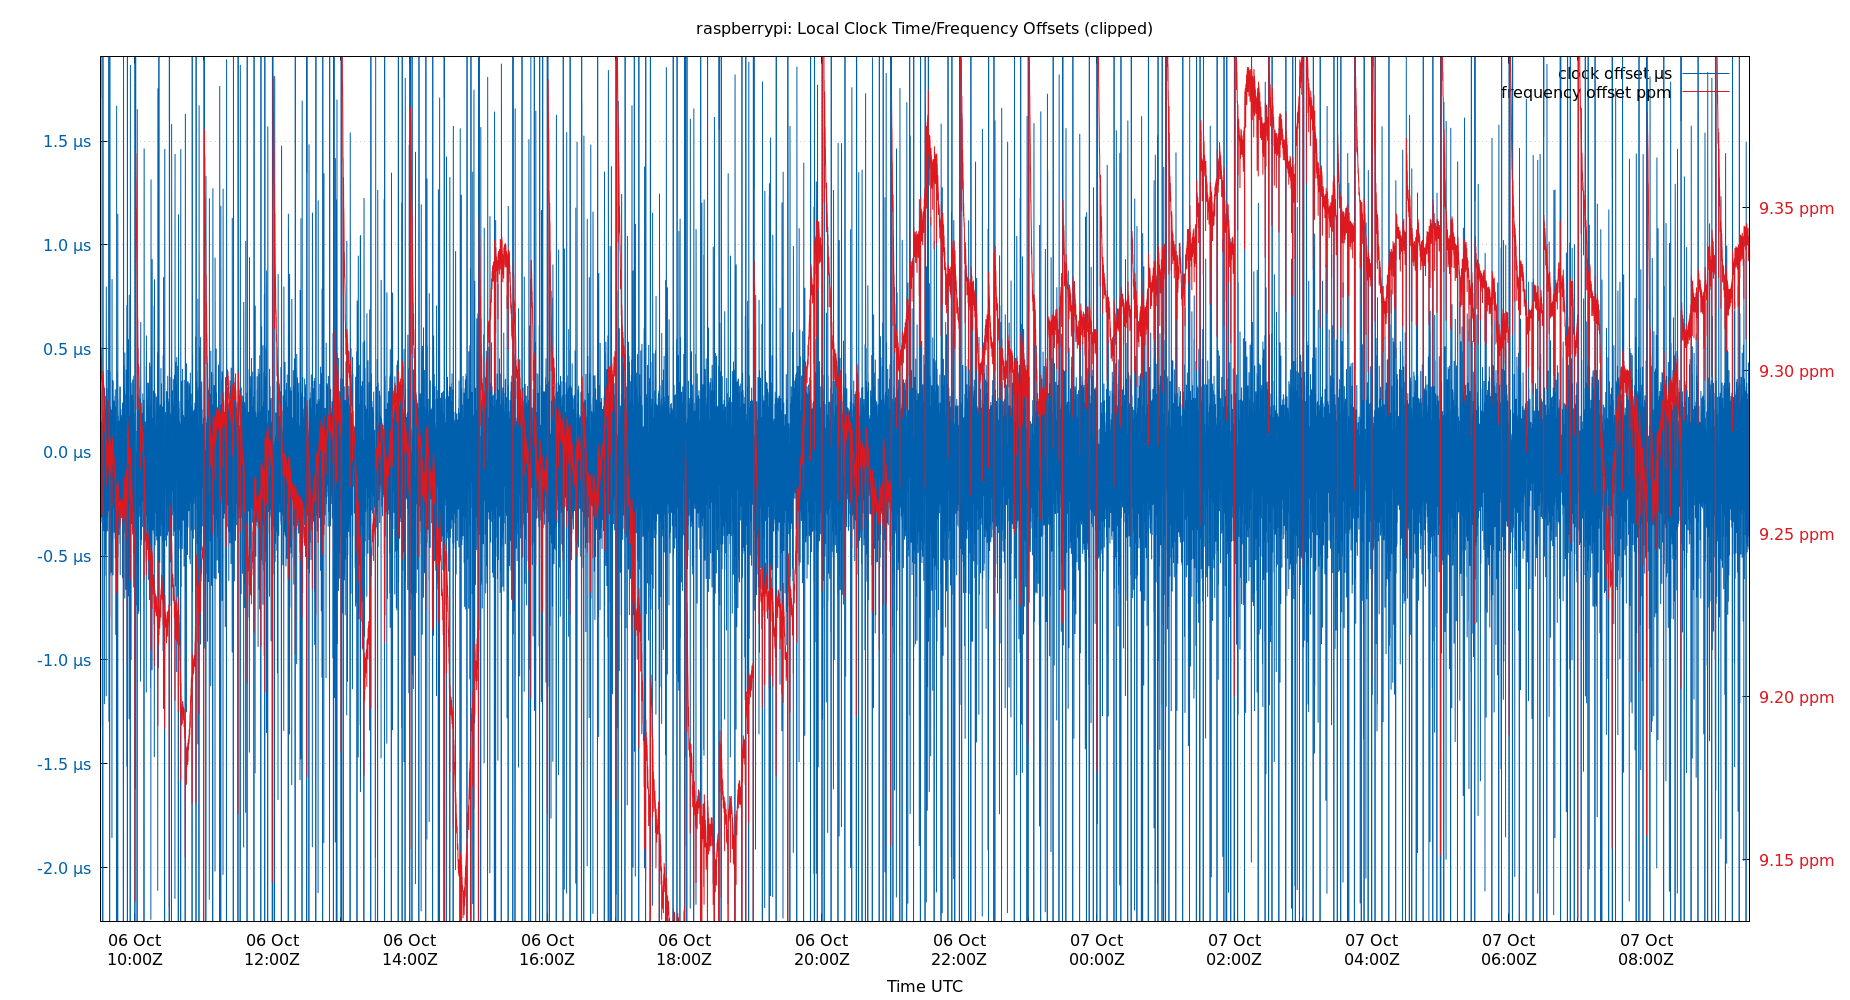 raspberrypi: Local Clock Time/Frequency Offsets (clipped)
clock offset µs
frequency offset ppm
1.5 µs
1.0 µs
0.5 µs
0.0 µs
-0.5 µs
-1.0 µs
-1.5 µs
-2.0 µs
9.35 ppm
9.30 ppm
9.25 ppm
9.20 ppm
9.15 ppm
06 Oct 06 Oct 06 Oct 06 Oct 06 Oct 06 Oct 06 Oct 07 Oct 07 Oct 07 Oct 07 Oct 07 Oct
10:00Z 12:00Z 14:00Z 16:00Z 18:00Z 20:00Z 22:00Z 00:00Z 02:00Z 04:00Z 06:00Z 08:00Z
Time UTC